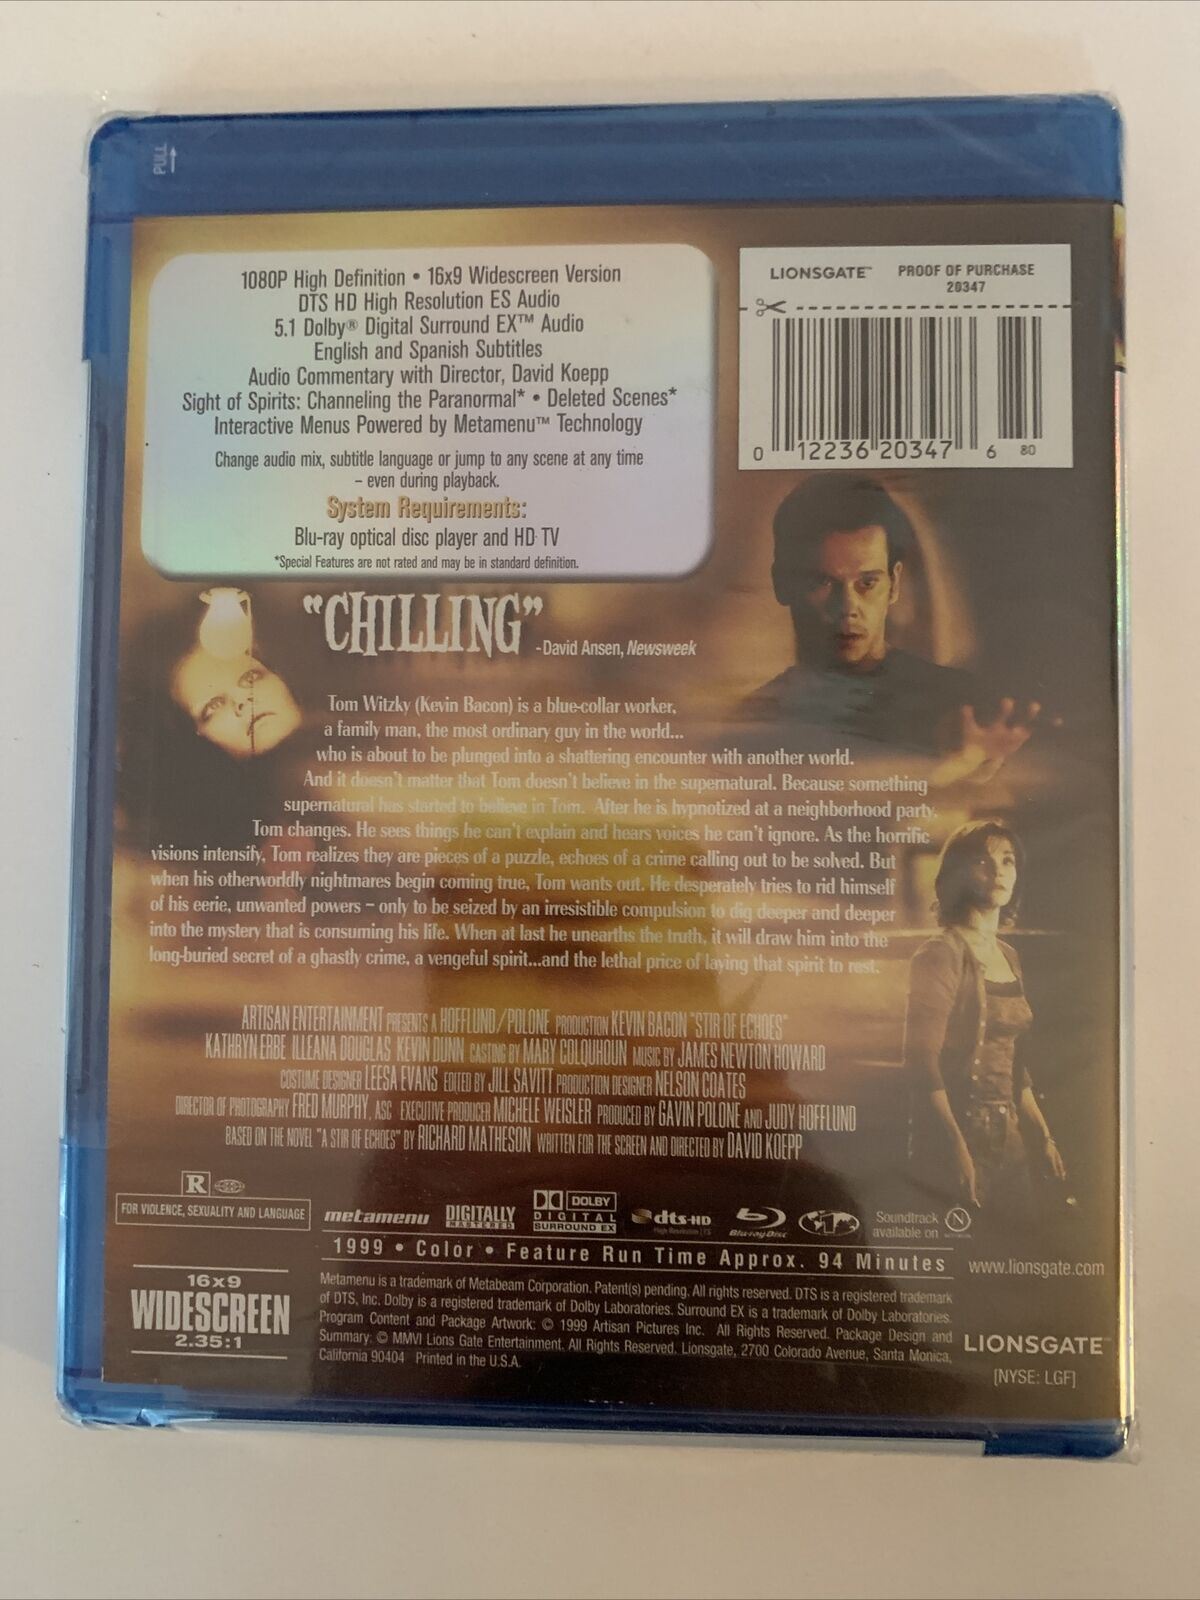 PULL
1080P High Definition • 16x9 Widescreen Version
DTS HD High Resolution ES Audio
5.1 Dolby® Digital Surround EX™ Audio
English and Spanish Subtitles
Audio Commentary with Director, David Koepp
Sight of Spirits: Channeling the Paranormal* • Deleted Scenes*
Interactive Menus Powered by Metamenu™ Technology
Change audio mix, subtitle language or jump to any scene at any time
– even during playback.
System Requirements:
Blu-ray optical disc player and HD TV
*Special Features are not rated and may be in standard definition.
LIONSGATE™ PROOF OF PURCHASE
20347
0 12236 20347 6 80
"CHILLING"
-David Ansen, Newsweek
Tom Witzky (Kevin Bacon) is a blue-collar worker,
a family man, the most ordinary guy in the world...
who is about to be plunged into a shattering encounter with another world.
And it doesn't matter that Tom doesn't believe in the supernatural. Because something
supernatural has started to believe in Tom. After he is hypnotized at a neighborhood party,
Tom changes. He sees things he can't explain and hears voices he can't ignore. As the horrific
visions intensify, Tom realizes they are pieces of a puzzle, echoes of a crime calling out to be solved. But
when his otherworldly nightmares begin coming true, Tom wants out. He desperately tries to rid himself
of his eerie, unwanted powers – only to be seized by an irresistible compulsion to dig deeper and deeper
into the mystery that is consuming his life. When at last he unearths the truth, it will draw him into the
long-buried secret of a ghastly crime, a vengeful spirit...and the lethal price of laying that spirit to rest.
ARTISAN ENTERTAINMENT PRESENTS A HOFFLUND/POLONE PRODUCTION KEVIN BACON "STIR OF ECHOES"
KATHRYN ERBE ILLEANA DOUGLAS KEVIN DUNN CASTING BY MARY COLQUHOUN MUSIC BY JAMES NEWTON HOWARD
COSTUME DESIGNER LEESA EVANS EDITED BY JILL SAVITT PRODUCTION DESIGNER NELSON COATES
DIRECTOR OF PHOTOGRAPHY FRED MURPHY, ASC EXECUTIVE PRODUCER MICHELE WEISLER PRODUCED BY GAVIN POLONE AND JUDY HOFFLUND
BASED ON THE NOVEL "A STIR OF ECHOES" BY RICHARD MATHESON WRITTEN FOR THE SCREEN AND DIRECTED BY DAVID KOEPP
R
FOR VIOLENCE, SEXUALITY AND LANGUAGE
metamenu DIGITALLY MASTERED DOLBY DIGITAL SURROUND EX dts-HD High Resolution | ES Blu-ray Disc Soundtrack available on N
1999 • Color • Feature Run Time Approx. 94 Minutes
www.lionsgate.com
16x9
WIDESCREEN
2.35:1
Metamenu is a trademark of Metabeam Corporation. Patent(s) pending. All rights reserved. DTS is a registered trademark
of DTS, Inc. Dolby is a registered trademark of Dolby Laboratories. Surround EX is a trademark of Dolby Laboratories.
Program Content and Package Artwork: © 1999 Artisan Pictures Inc. All Rights Reserved. Package Design and
Summary: © MMVI Lions Gate Entertainment. All Rights Reserved. Lionsgate, 2700 Colorado Avenue, Santa Monica,
California 90404 Printed in the U.S.A.
LIONSGATE™
[NYSE: LGF]